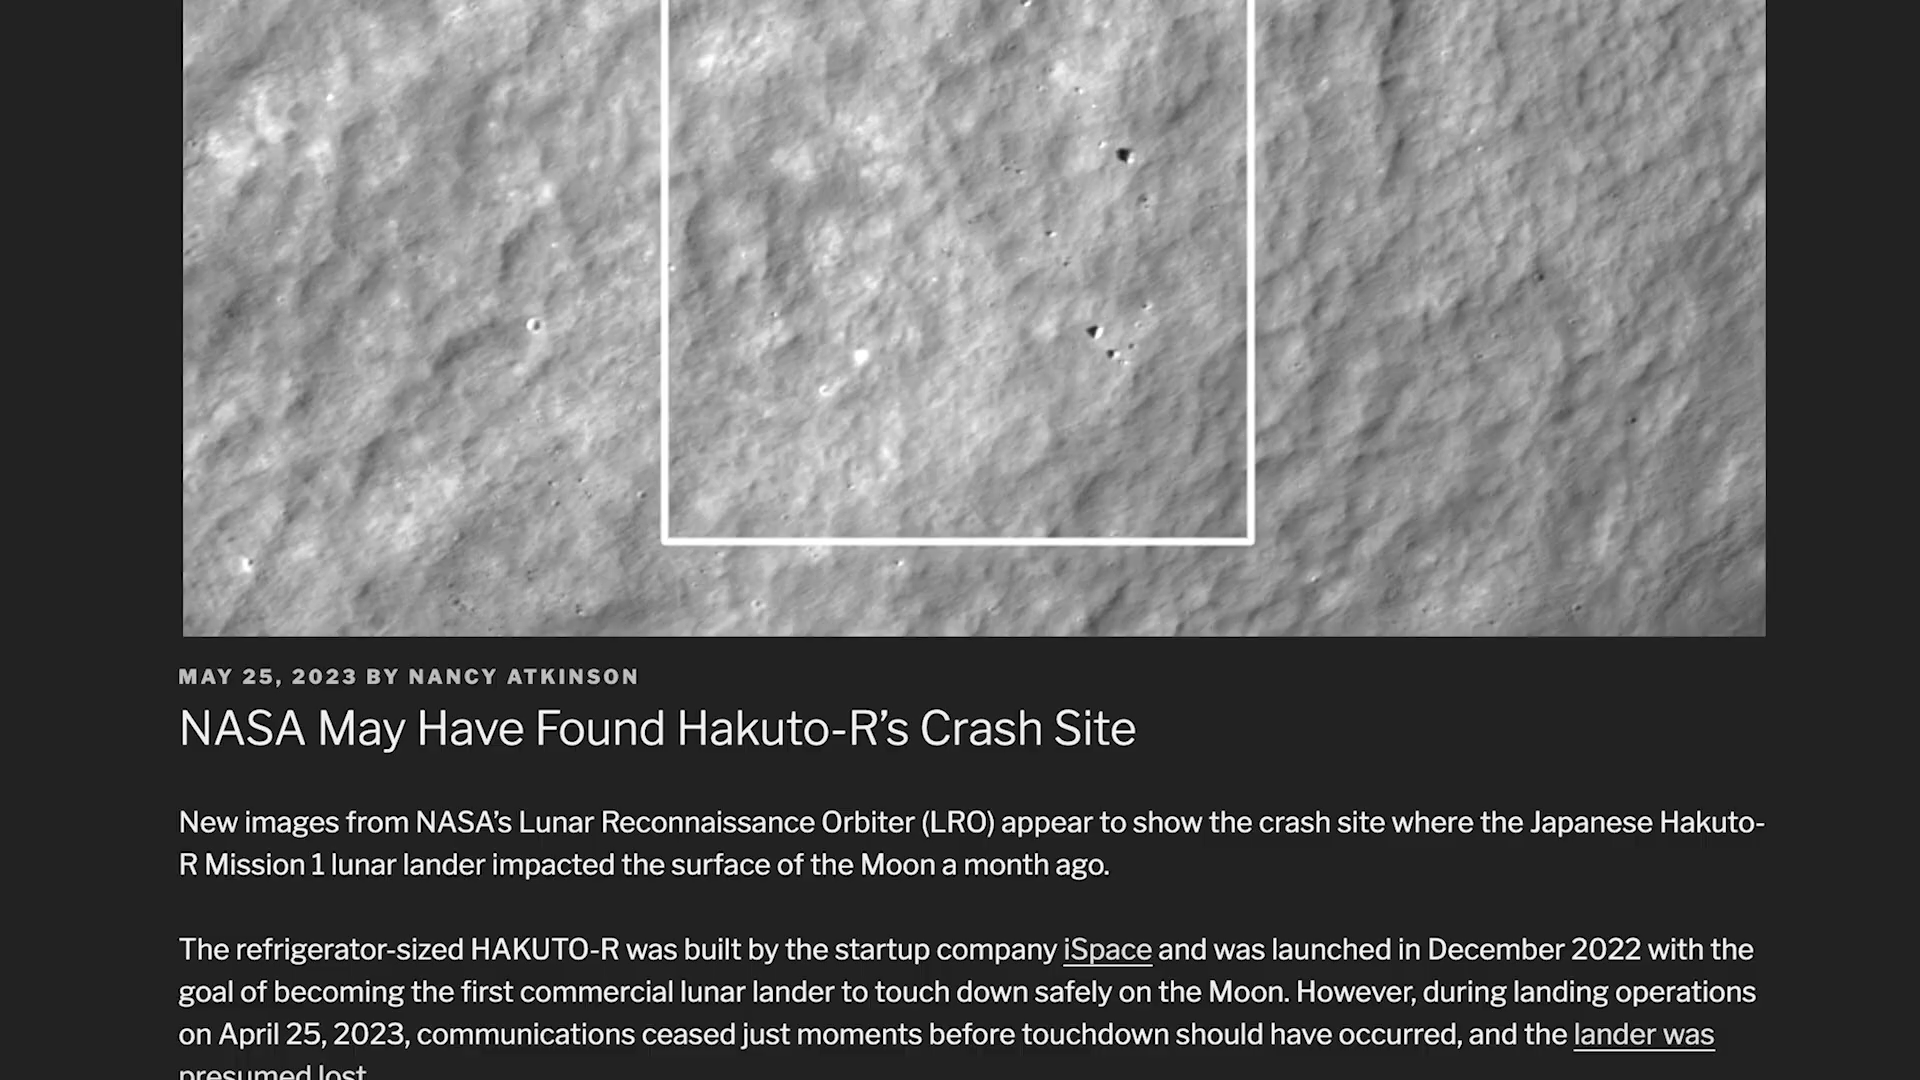 MAY 25, 2023 BY NANCY ATKINSON
NASA May Have Found Hakuto-R’s Crash Site
New images from NASA’s Lunar Reconnaissance Orbiter (LRO) appear to show the crash site where the Japanese Hakuto-
R Mission 1 lunar lander impacted the surface of the Moon a month ago.
The refrigerator-sized HAKUTO-R was built by the startup company iSpace and was launched in December 2022 with the
goal of becoming the first commercial lunar lander to touch down safely on the Moon. However, during landing operations
on April 25, 2023, communications ceased just moments before touchdown should have occurred, and the lander was
presumed lost.